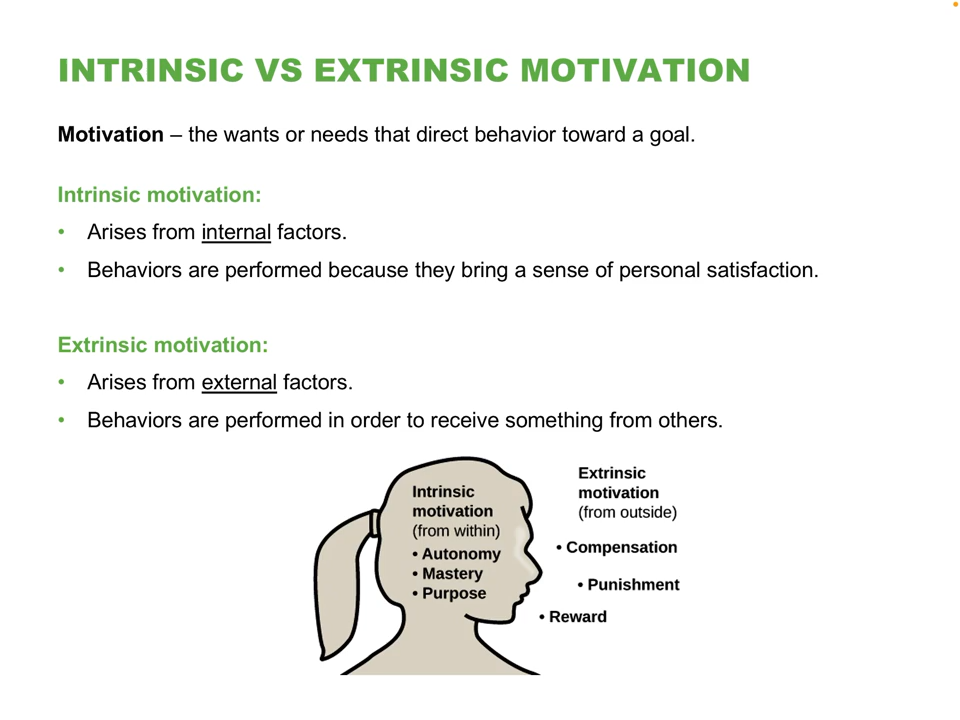 INTRINSIC VS EXTRINSIC MOTIVATION
Motivation – the wants or needs that direct behavior toward a goal.
Intrinsic motivation:
• Arises from internal factors.
• Behaviors are performed because they bring a sense of personal satisfaction.
Extrinsic motivation:
• Arises from external factors.
• Behaviors are performed in order to receive something from others.
Intrinsic
motivation
(from within)
• Autonomy
• Mastery
• Purpose
Extrinsic
motivation
(from outside)
• Compensation
• Punishment
• Reward